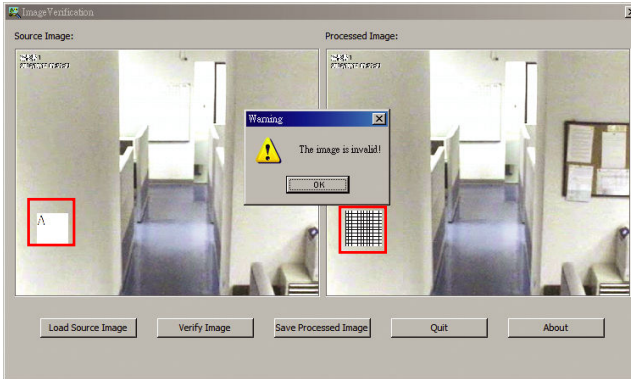 ImageVerification
Source Image:
Processed Image:
Warning
The image is invalid!
OK
A
Load Source Image
Verify Image
Save Processed Image
Quit
About